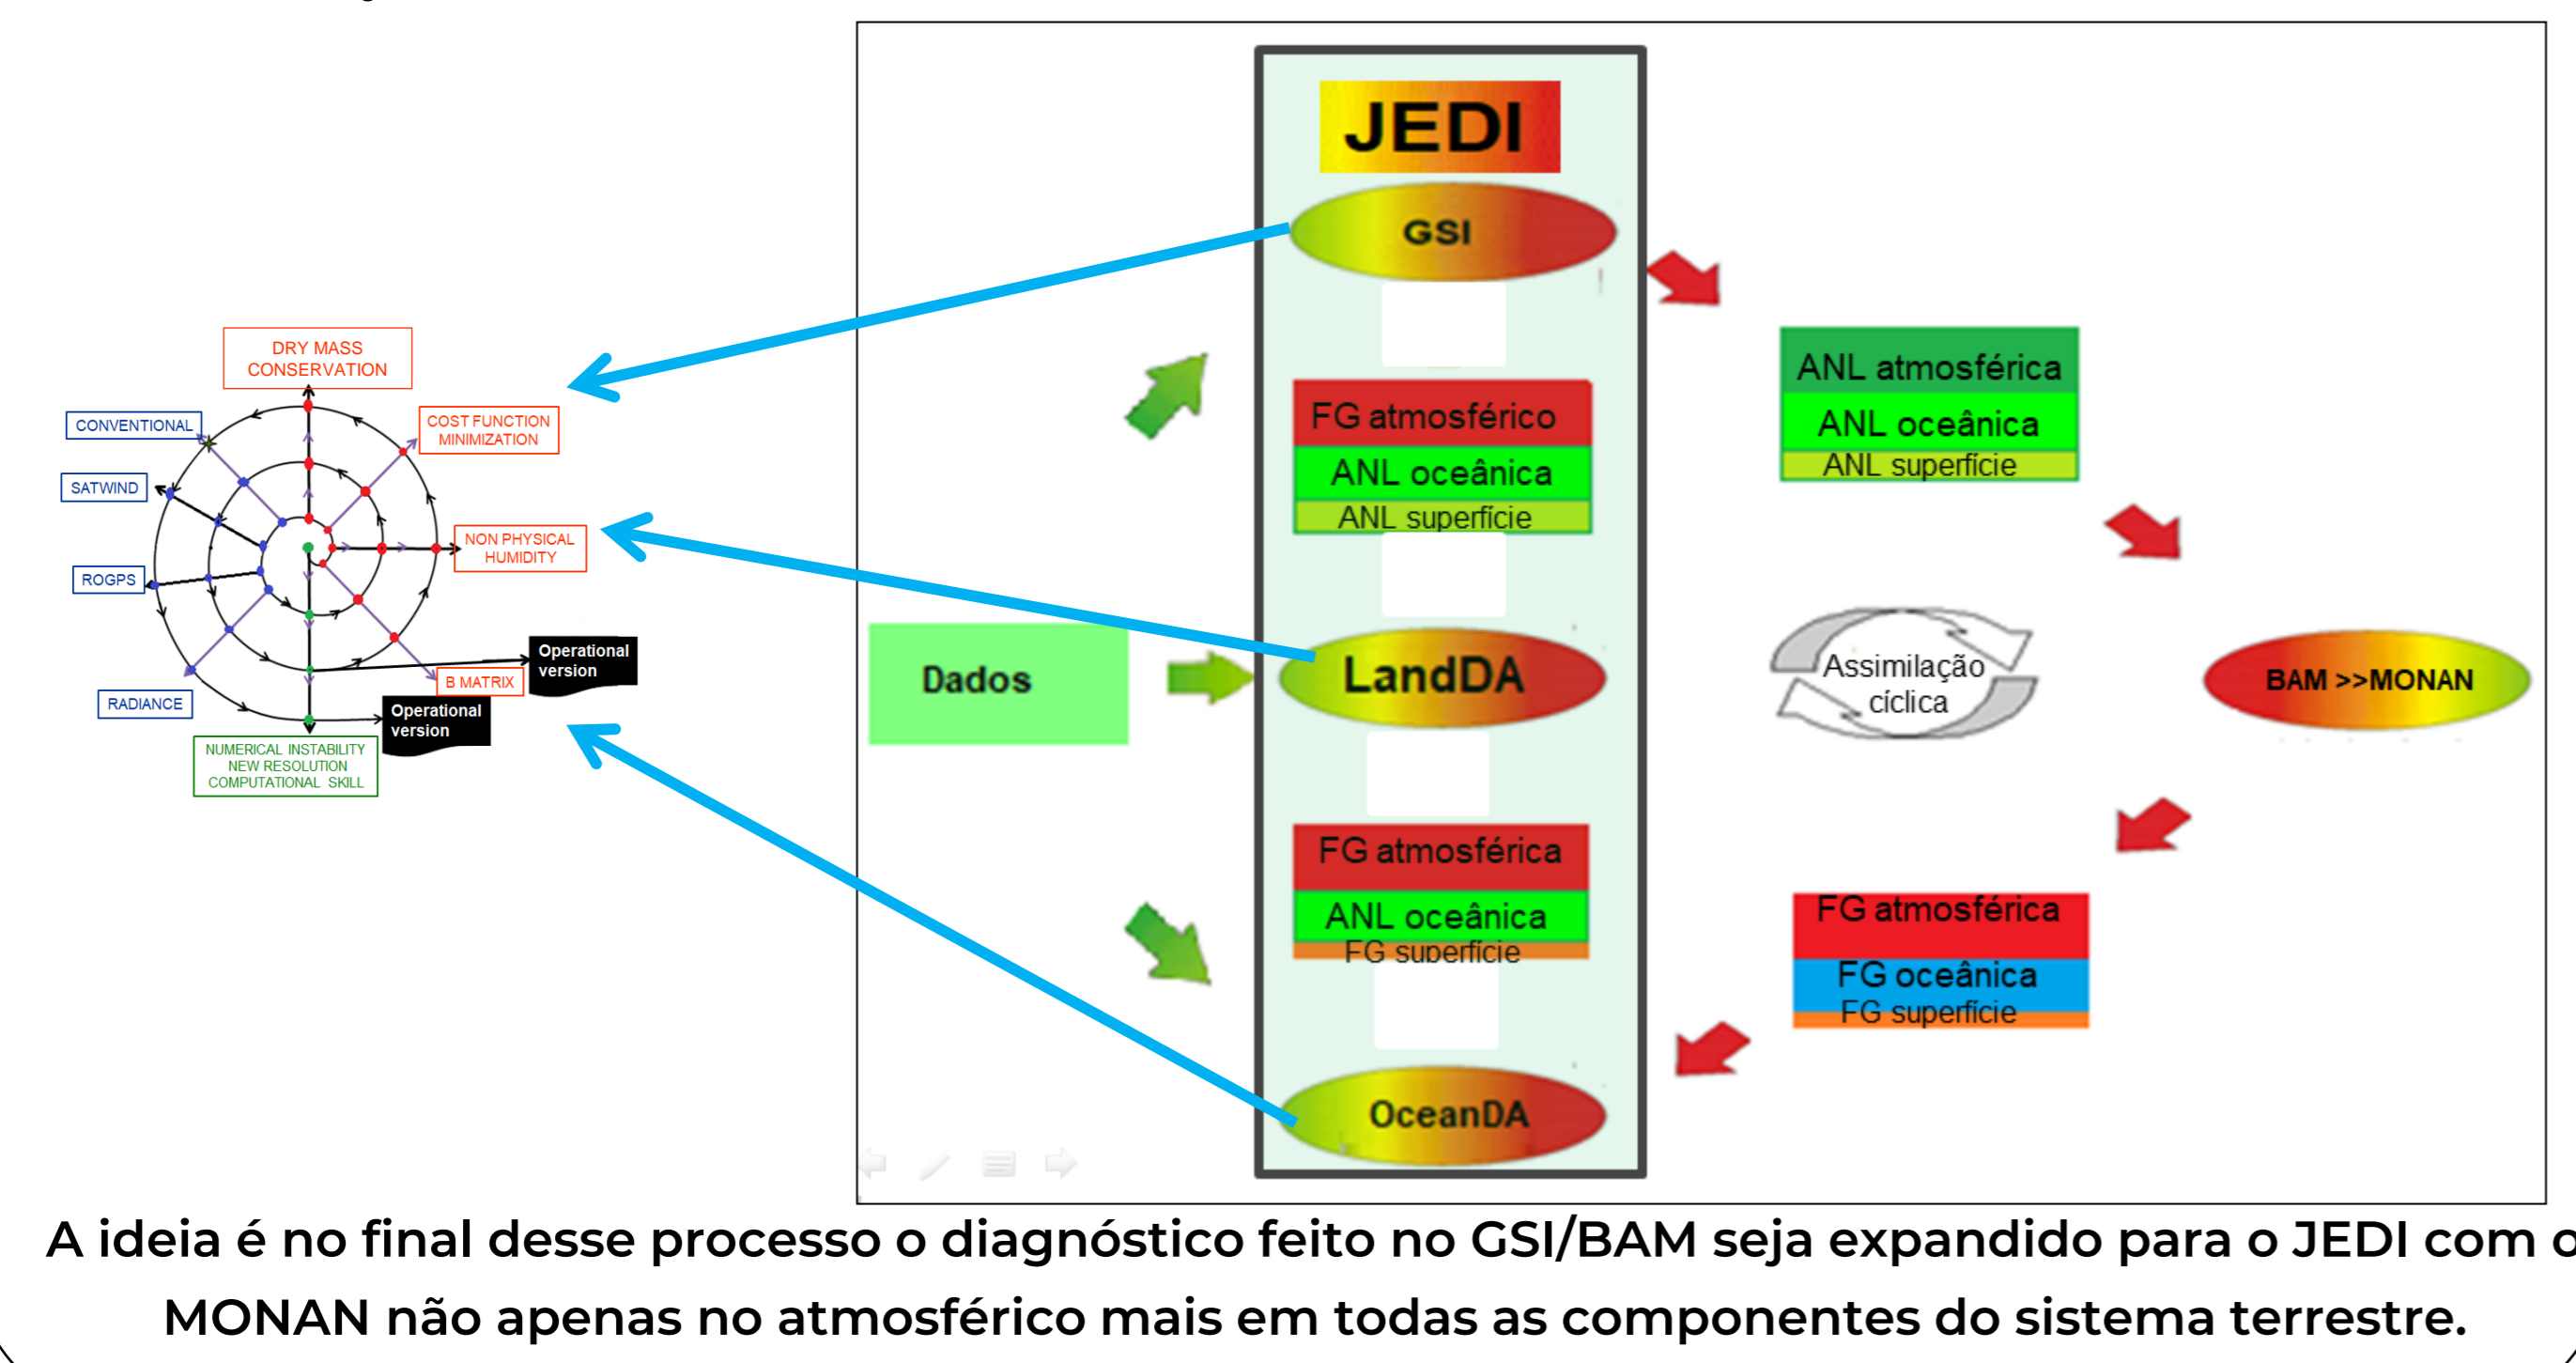 JEDI
GSI
DRY MASS
CONSERVATION
CONVENTIONAL
COST FUNCTION
MINIMIZATION
SATWIND
NON PHYSICAL
HUMIDITY
ROGPS
RADIANCE
B MATRIX
Operational
version
Operational
version
NUMERICAL INSTABILITY
NEW RESOLUTION
COMPUTATIONAL SKILL
FG atmosférico
ANL oceânica
ANL superfície
ANL atmosférica
ANL oceânica
ANL superfície
Dados
LandDA
Assimilação
cíclica
BAM >>MONAN
FG atmosférica
ANL oceânica
FG superfície
FG atmosférica
FG oceânica
FG superfície
OceanDA
A ideia é no final desse processo o diagnóstico feito no GSI/BAM seja expandido para o JEDI com o
MONAN não apenas no atmosférico mais em todas as componentes do sistema terrestre.